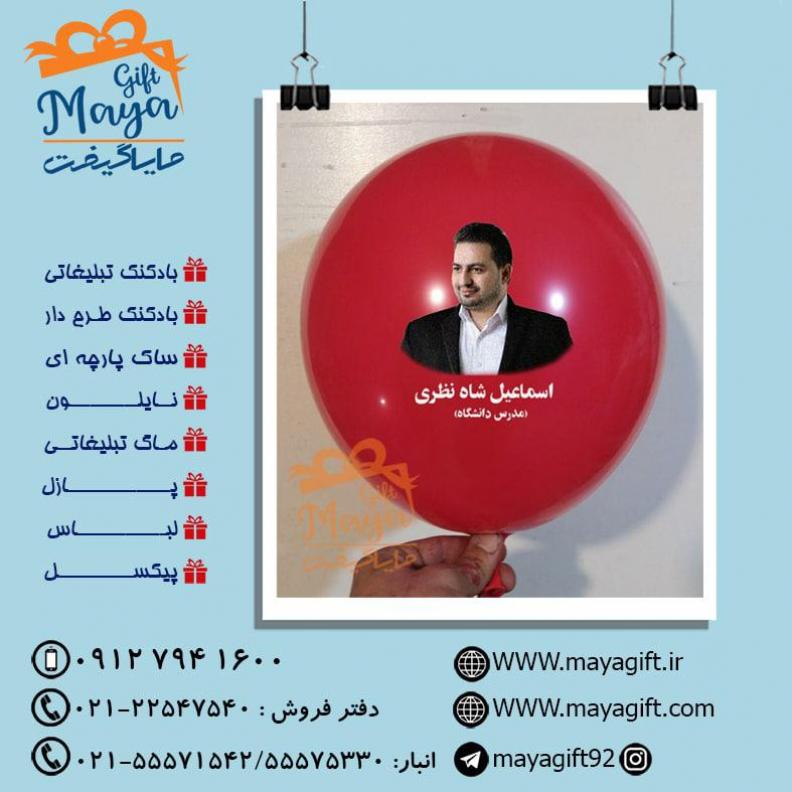 Gift
Maya
مایاگیفت
بادکنک تبلیغاتی
بادکنک طرح دار
ساک پارچه ای
نایلون
ماگ تبلیغاتی
پازل
لباس
پیکسل
اسماعیل شاه نظری
(مدرس دانشگاه)
Gift
Maya
مایاگیفت
۰۹۱۲ ۷۹۴ ۱۶۰۰
دفتر فروش : ۰۲۱-۲۲۵۴۷۵۴۰
انبار: ۰۲۱-۵۵۵۷۱۵۴۲/۵۵۵۷۵۳۳۰
WWW.mayagift.ir
WWW.mayagift.com
mayagift92